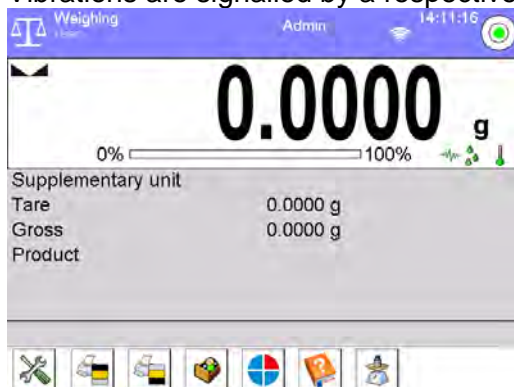 Vibrations are signalled by a respective
Weighing
Admin
14:11:16
0.0000 g
0% 100%
Supplementary unit
Tare 0.0000 g
Gross 0.0000 g
Product